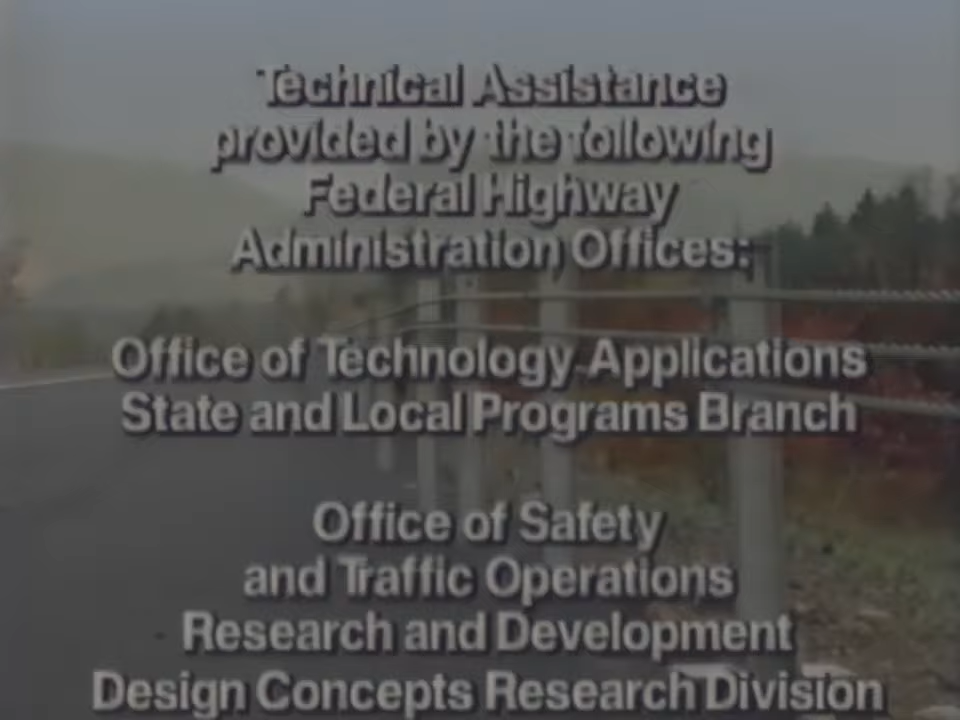 Technical Assistance
provided by the following
Federal Highway
Administration Offices:
Office of Technology Applications
State and Local Programs Branch
Office of Safety
and Traffic Operations
Research and Development
Design Concepts Research Division